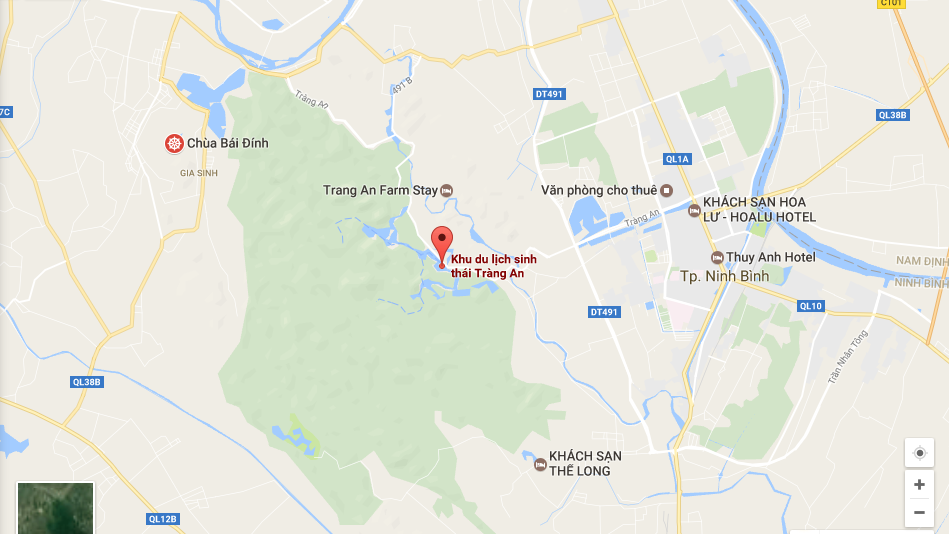 C101
7C
Tràng An
491 B
DT491
QL38B
Chùa Bái Đính
QL1A
GIA SINH
Trang An Farm Stay
Văn phòng cho thuê
KHÁCH SẠN HOA
LƯ - HOALU HOTEL
Tràng An
Khu du lịch sinh
thái Tràng An
Thuy Anh Hotel
NAM ĐỊNH
Tp. Ninh Bình
NINH BÌNH
QL10
DT491
Trần Nhân Tông
QL38B
KHÁCH SẠN
THẾ LONG
QL12B